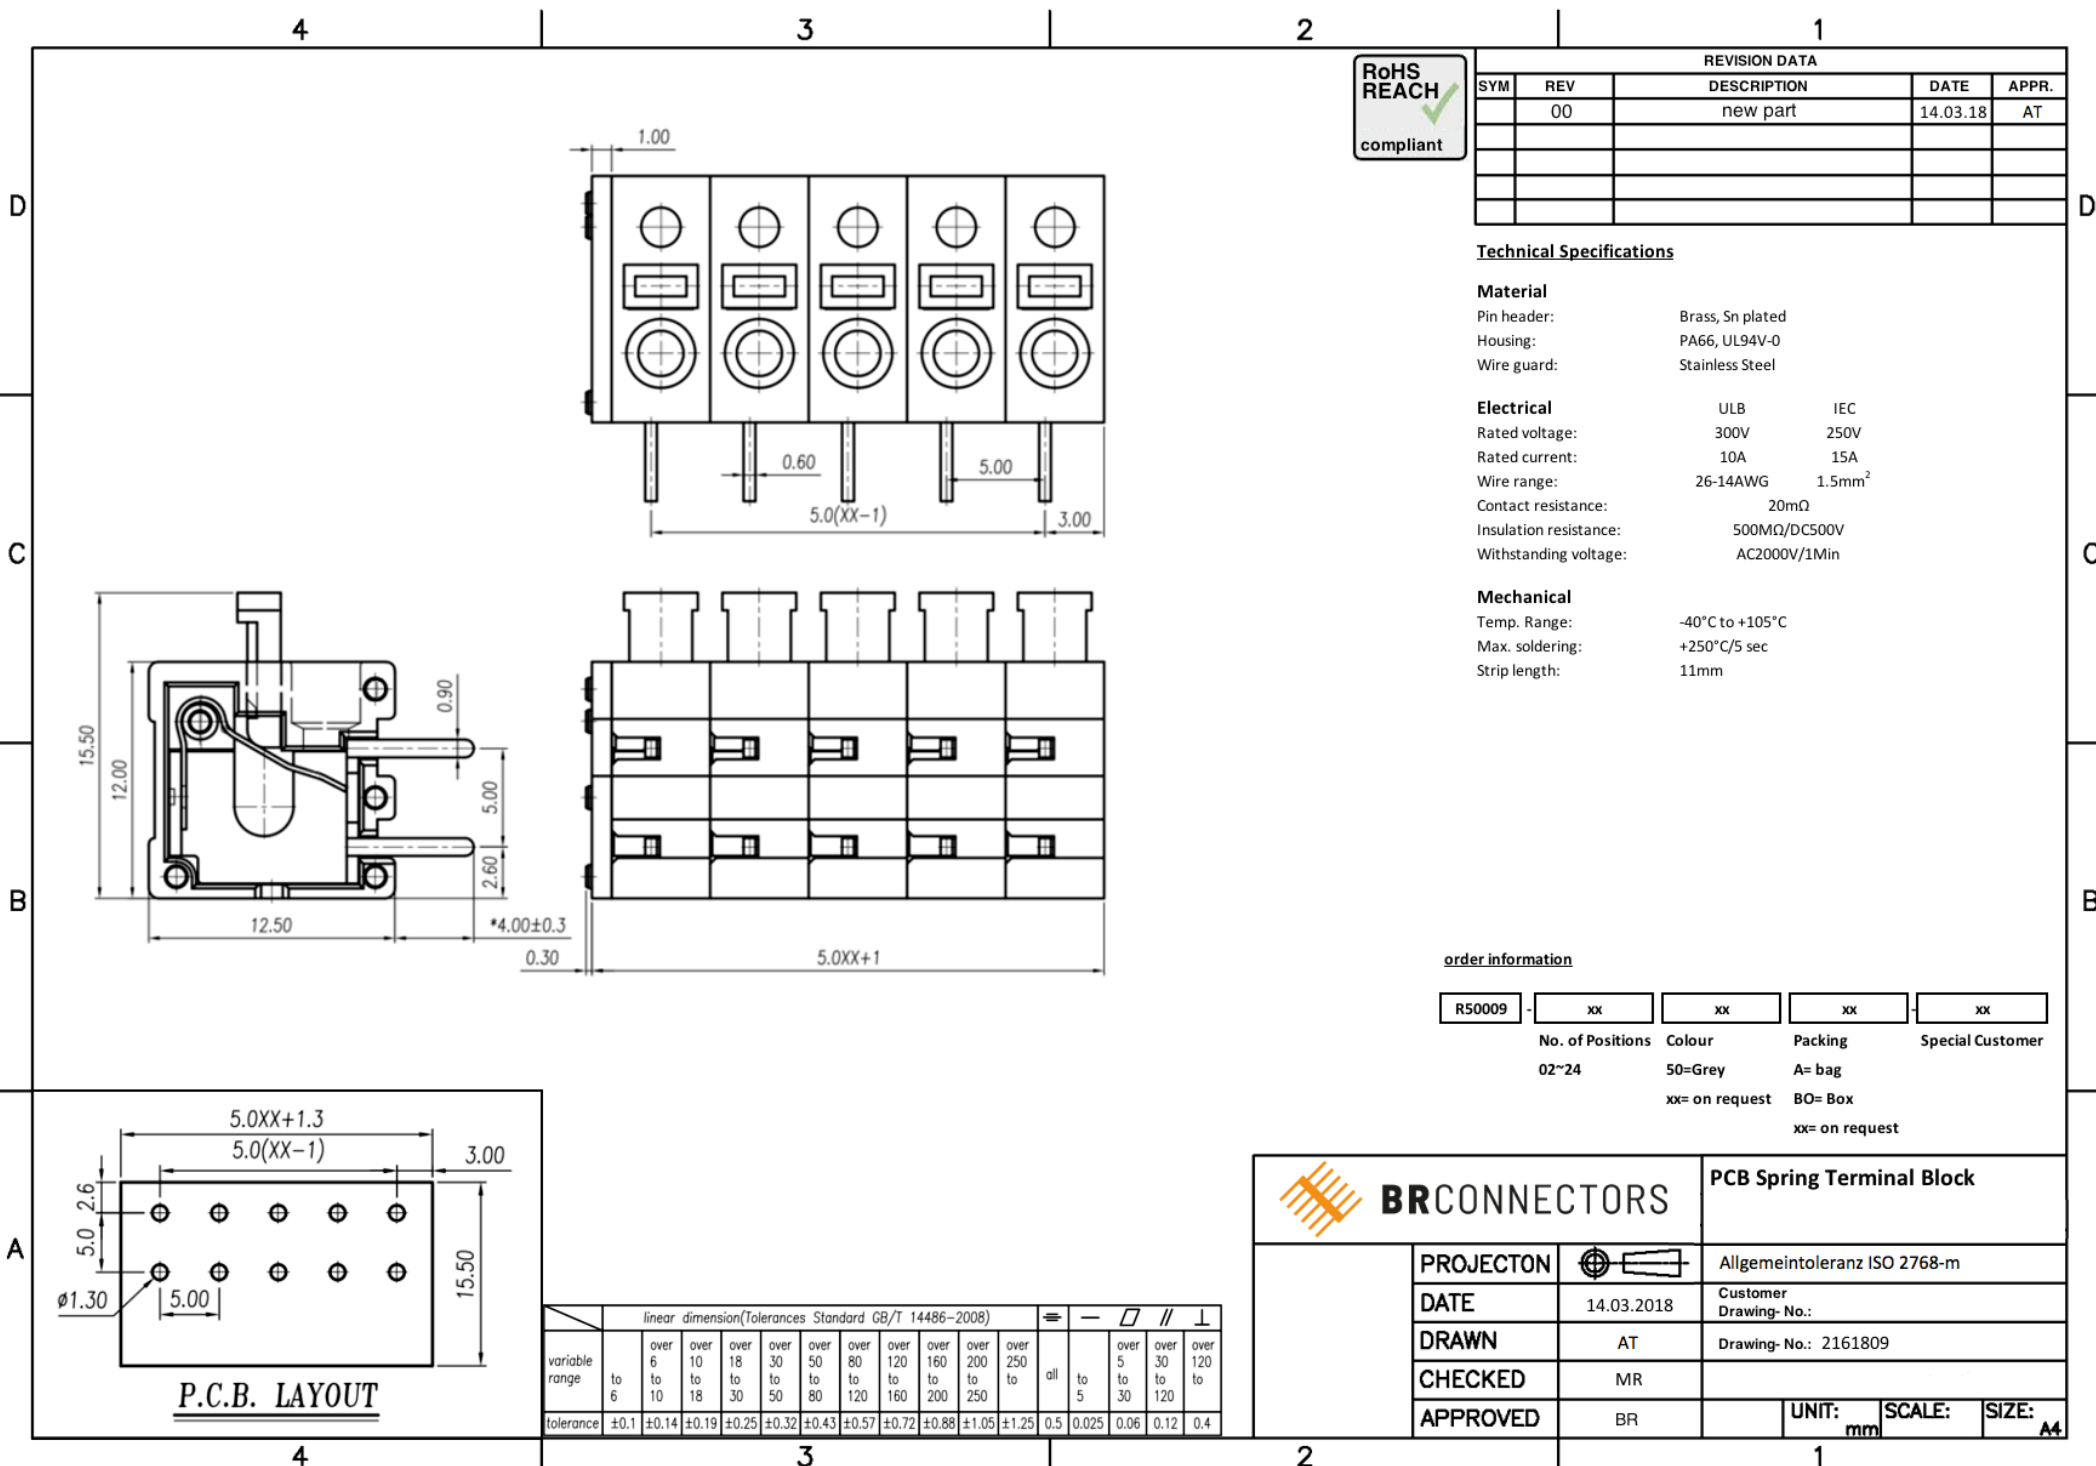 4 3 2 1
D
C
B
A
D
C
B
RoHS
REACH
compliant
REVISION DATA
SYM REV DESCRIPTION DATE APPR.
00 new part 14.03.18 AT
Technical Specifications
Material
Pin header: Brass, Sn plated
Housing: PA66, UL94V-0
Wire guard: Stainless Steel
Electrical ULB IEC
Rated voltage: 300V 250V
Rated current: 10A 15A
Wire range: 26-14AWG 1.5mm²
Contact resistance: 20mΩ
Insulation resistance: 500MΩ/DC500V
Withstanding voltage: AC2000V/1Min
Mechanical
Temp. Range: -40°C to +105°C
Max. soldering: +250°C/5 sec
Strip length: 11mm
1.00
0.60
5.00
5.0(XX-1)
3.00
15.50
12.00
0.90
5.00
2.60
12.50
*4.00±0.3
0.30
5.0XX+1
order information
R50009 - xx xx xx - xx
No. of Positions Colour Packing Special Customer
02~24 50=Grey A= bag
xx= on request BO= Box
xx= on request
5.0XX+1.3
5.0(XX-1)
3.00
2.6
5.0
ø1.30
5.00
15.50
P.C.B. LAYOUT
linear dimension(Tolerances Standard GB/T 14486-2008) ⌯ — ▱ // ⊥
variable range to 6 over 6 to 10 over 10 to 18 over 18 to 30 over 30 to 50 over 50 to 80 over 80 to 120 over 120 to 160 over 160 to 200 over 200 to 250 over 250 to all to 5 over 5 to 30 over 30 to 120 over 120 to
tolerance ±0.1 ±0.14 ±0.19 ±0.25 ±0.32 ±0.43 ±0.57 ±0.72 ±0.88 ±1.05 ±1.25 0.5 0.025 0.06 0.12 0.4
BRCONNECTORS
PCB Spring Terminal Block
PROJECTON Allgemeintoleranz ISO 2768-m
DATE 14.03.2018 Customer
Drawing- No.:
DRAWN AT Drawing- No.: 2161809
CHECKED MR
APPROVED BR UNIT: mm SCALE: SIZE: A4
4 3 2 1